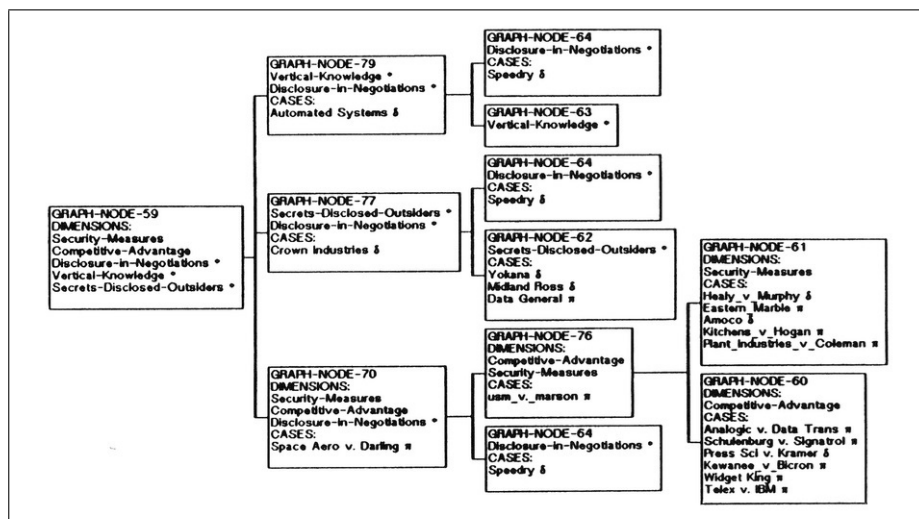 GRAPH-NODE-59
DIMENSIONS:
Security-Measures
Competitive-Advantage
Disclosure-in-Negotiations *
Vertical-Knowledge *
Secrets-Disclosed-Outsiders *
GRAPH-NODE-79
Vertical-Knowledge *
Disclosure-in-Negotiations *
CASES:
Automated Systems δ
GRAPH-NODE-77
Secrets-Disclosed-Outsiders *
Disclosure-in-Negotiations *
CASES:
Crown Industries δ
GRAPH-NODE-70
DIMENSIONS:
Security-Measures
Competitive-Advantage
Disclosure-in-Negotiations *
CASES:
Space Aero v. Darling π
GRAPH-NODE-64
Disclosure-in-Negotiations *
CASES:
Speedry δ
GRAPH-NODE-63
Vertical-Knowledge *
GRAPH-NODE-64
Disclosure-in-Negotiations *
CASES:
Speedry δ
GRAPH-NODE-62
Secrets-Disclosed-Outsiders *
CASES:
Yokana δ
Midland Ross δ
Data General π
GRAPH-NODE-76
DIMENSIONS:
Competitive-Advantage
Security-Measures
CASES:
usm_v._marson π
GRAPH-NODE-64
Disclosure-in-Negotiations *
CASES:
Speedry δ
GRAPH-NODE-61
DIMENSIONS:
Security-Measures
CASES:
Healy_v_Murphy δ
Eastern_Marble π
Amoco δ
Kitchens_v_Hogan π
Plant_Industries_v_Coleman π
GRAPH-NODE-60
DIMENSIONS:
Competitive-Advantage
CASES:
Analogic v. Data Trans π
Schulenburg v. Signatrol π
Press Sci v. Kramer δ
Kewanee_v_Bicron π
Widget King π
Telex v. IBM π